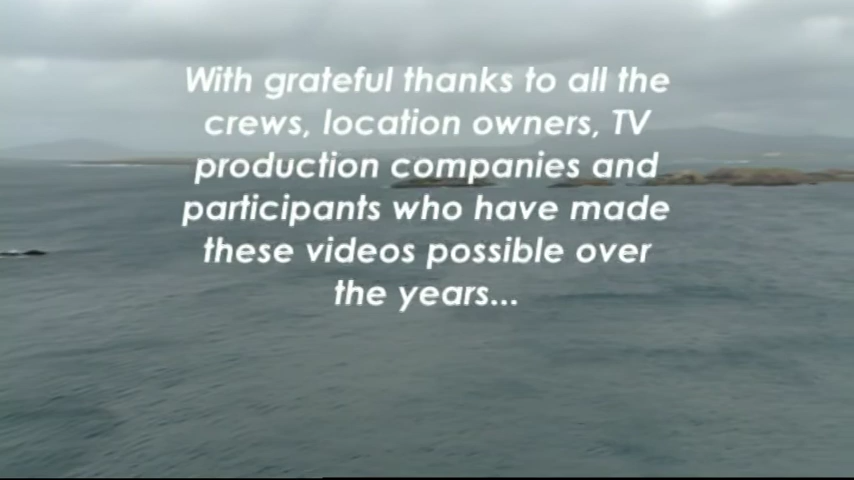 With grateful thanks to all the
crews, location owners, TV
production companies and
participants who have made
these videos possible over
the years...